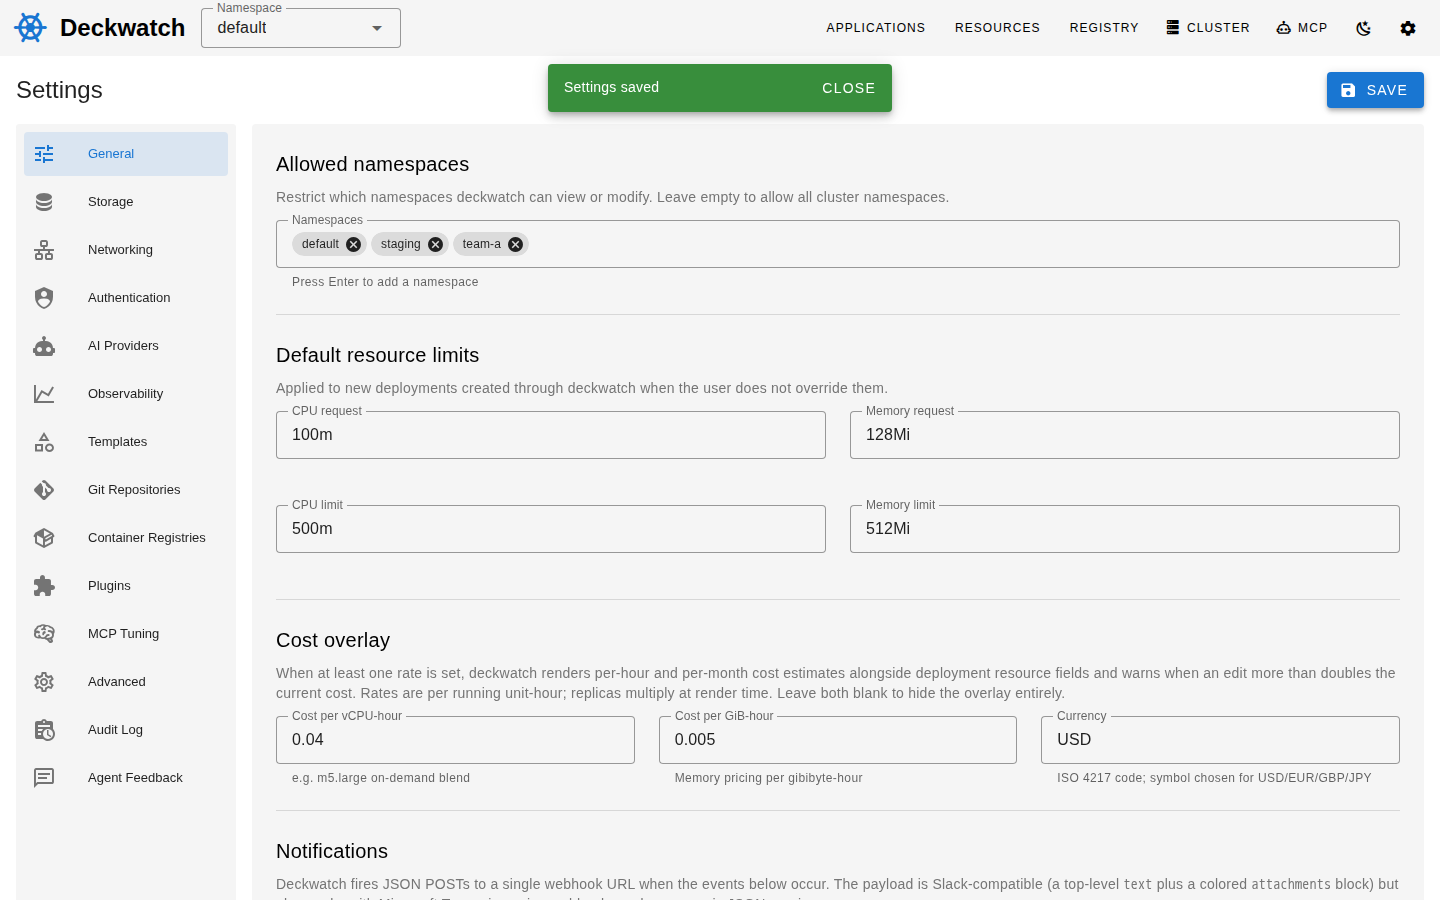 Deckwatch
Namespace
default
APPLICATIONS
RESOURCES
REGISTRY
CLUSTER
MCP
Settings
Settings saved
CLOSE
SAVE
General
Storage
Networking
Authentication
AI Providers
Observability
Templates
Git Repositories
Container Registries
Plugins
MCP Tuning
Advanced
Audit Log
Agent Feedback
Allowed namespaces
Restrict which namespaces deckwatch can view or modify. Leave empty to allow all cluster namespaces.
Namespaces
default staging team-a
Press Enter to add a namespace
Default resource limits
Applied to new deployments created through deckwatch when the user does not override them.
CPU request
100m
Memory request
128Mi
CPU limit
500m
Memory limit
512Mi
Cost overlay
When at least one rate is set, deckwatch renders per-hour and per-month cost estimates alongside deployment resource fields and warns when an edit more than doubles the
current cost. Rates are per running unit-hour; replicas multiply at render time. Leave both blank to hide the overlay entirely.
Cost per vCPU-hour
0.04
e.g. m5.large on-demand blend
Cost per GiB-hour
0.005
Memory pricing per gibibyte-hour
Currency
USD
ISO 4217 code; symbol chosen for USD/EUR/GBP/JPY
Notifications
Deckwatch fires JSON POSTs to a single webhook URL when the events below occur. The payload is Slack-compatible (a top-level text plus a colored attachments block) but